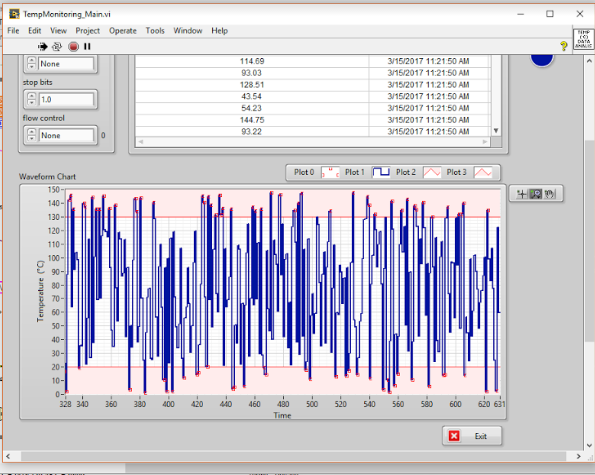 TempMonitoring_Main.vi
File Edit View Project Operate Tools Window Help
TEMP
(C)
DATA
None
stop bits
1.0
flow control
None 0
114.69 3/15/2017 11:21:50 AM
93.03 3/15/2017 11:21:50 AM
128.51 3/15/2017 11:21:50 AM
43.54 3/15/2017 11:21:50 AM
54.23 3/15/2017 11:21:50 AM
144.75 3/15/2017 11:21:50 AM
93.22 3/15/2017 11:21:50 AM
Plot 0 Plot 1 Plot 2 Plot 3
Waveform Chart
150
140
130
120
110
100
90
80
70
60
50
40
30
20
10
0
Temperature (°C)
328 340 360 380 400 420 440 460 480 500 520 540 560 580 600 620 631
Time
Exit